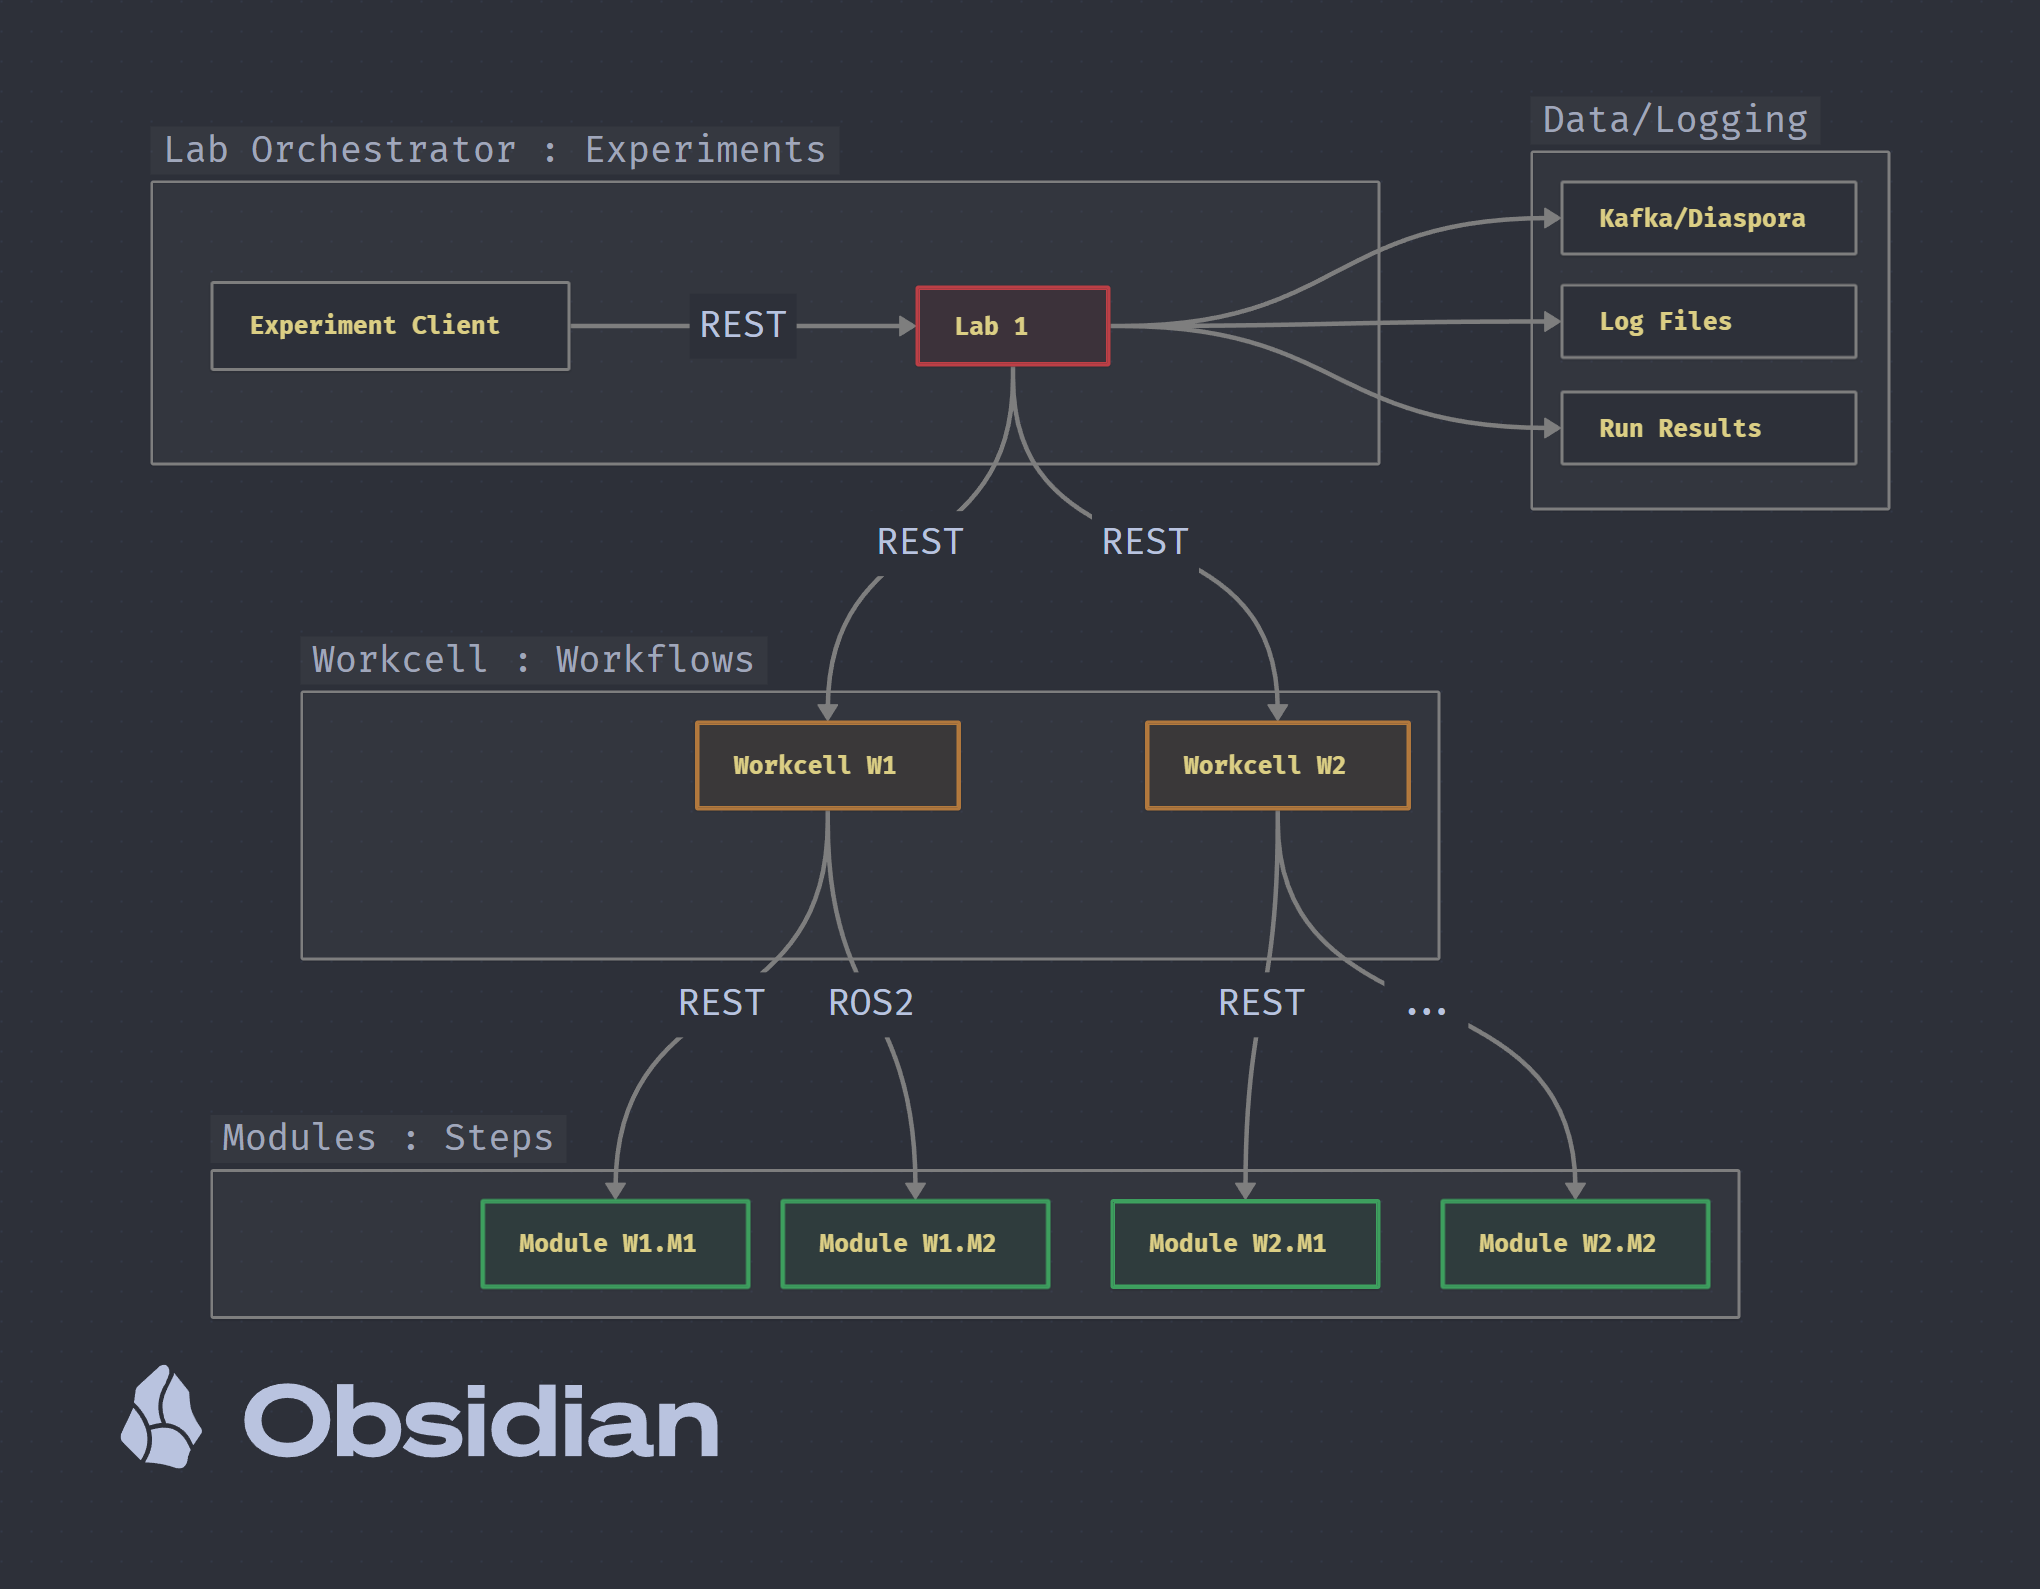 Data/Logging
Lab Orchestrator : Experiments
Kafka/Diaspora
Experiment Client
REST
Lab 1
Log Files
Run Results
REST
REST
Workcell : Workflows
Workcell W1
Workcell W2
REST
ROS2
REST
...
Modules : Steps
Module W1.M1
Module W1.M2
Module W2.M1
Module W2.M2
Obsidian